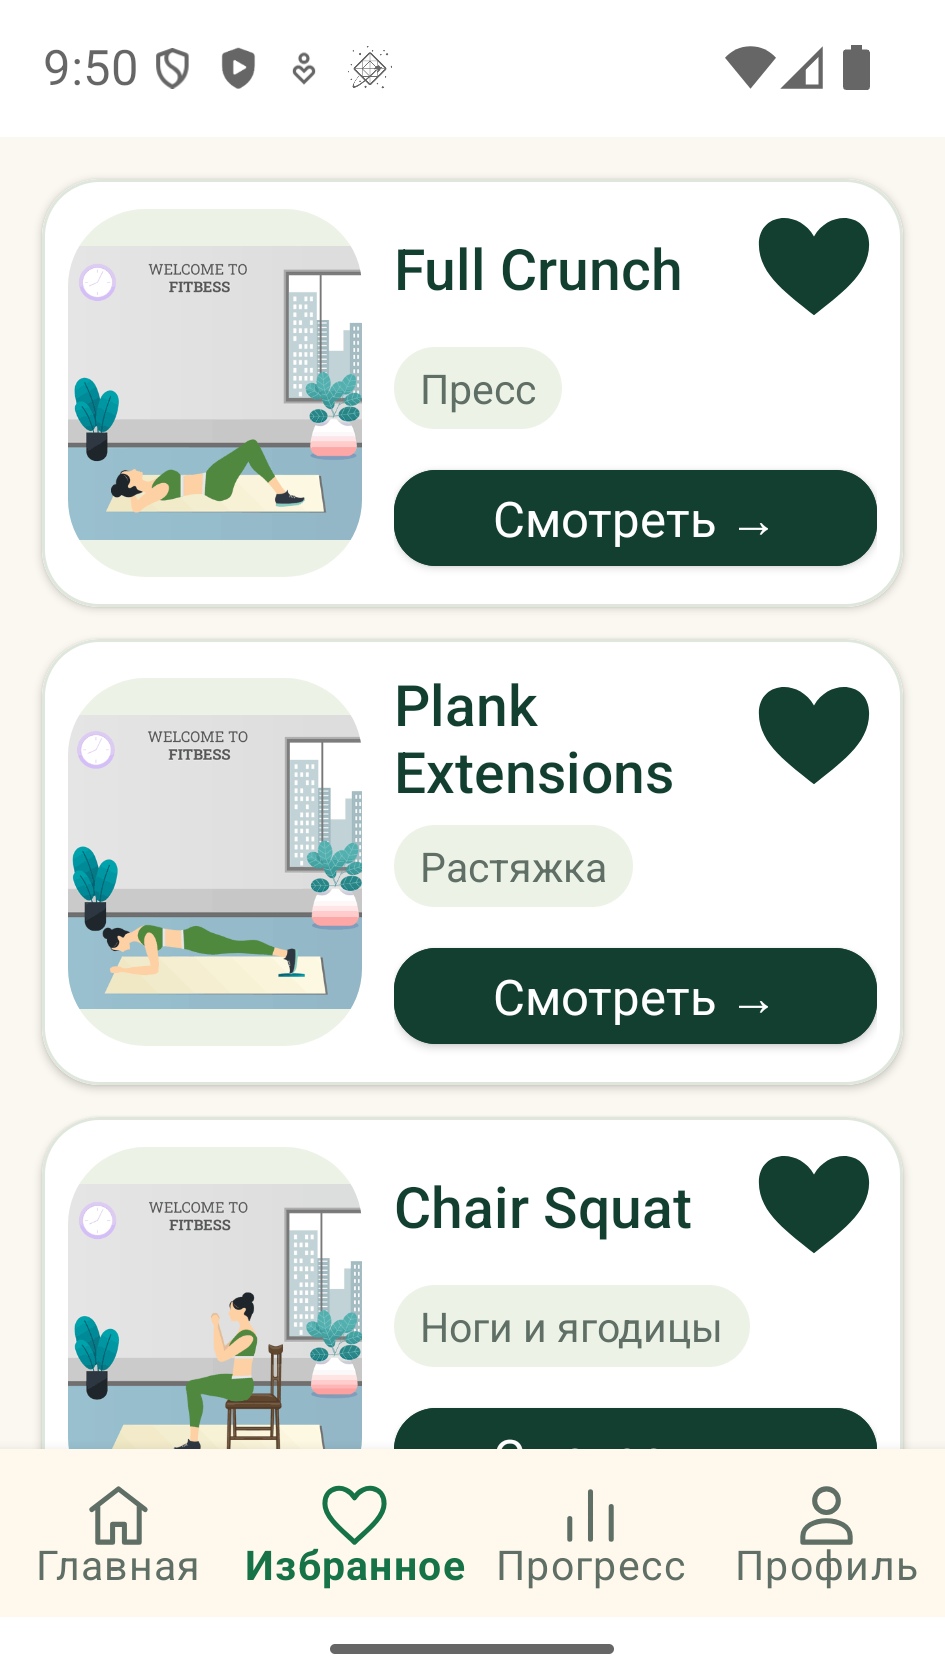 9:50
WELCOME TO
FITBESS
Full Crunch
Пресс
Смотреть →
WELCOME TO
FITBESS
Plank
Extensions
Растяжка
Смотреть →
WELCOME TO
FITBESS
Chair Squat
Ноги и ягодицы
Главная
Избранное
Прогресс
Профиль